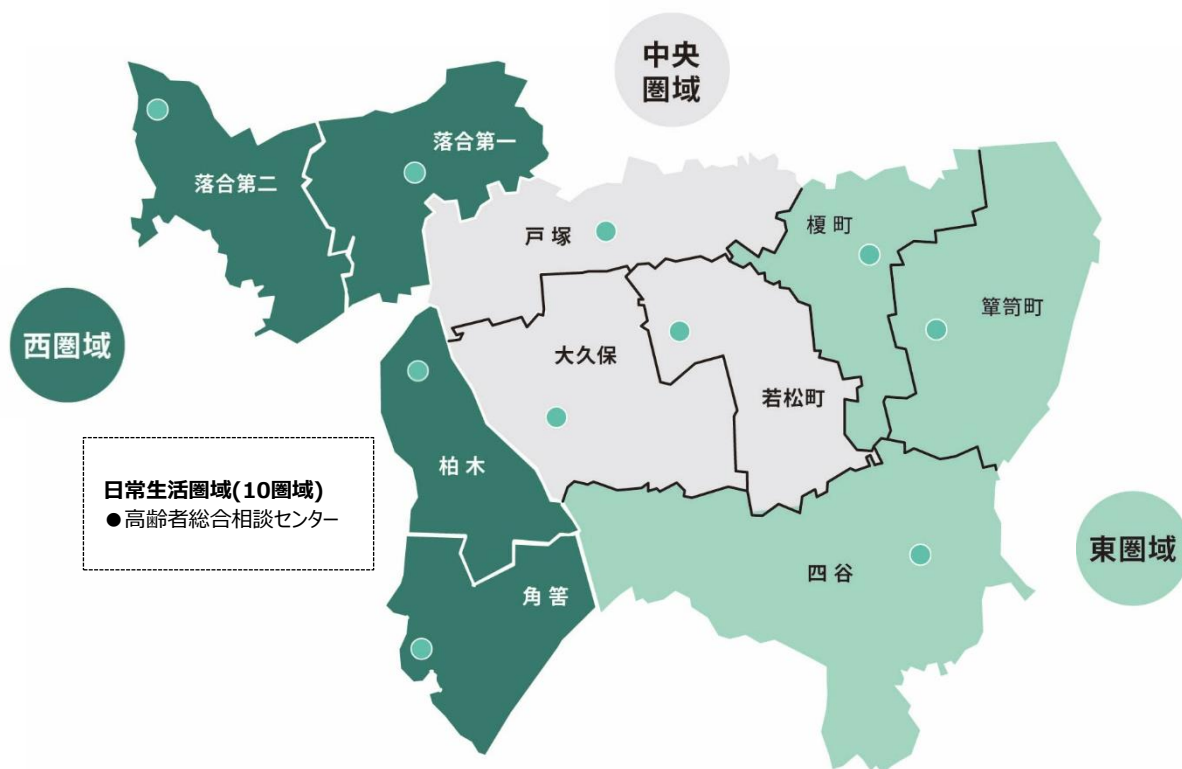 中央
圏域
落合第一
落合第二
榎町
戸塚
簞笥町
西圏域
大久保
若松町
柏木
日常生活圏域(10圏域)
●高齢者総合相談センター
東圏域
四谷
角筈